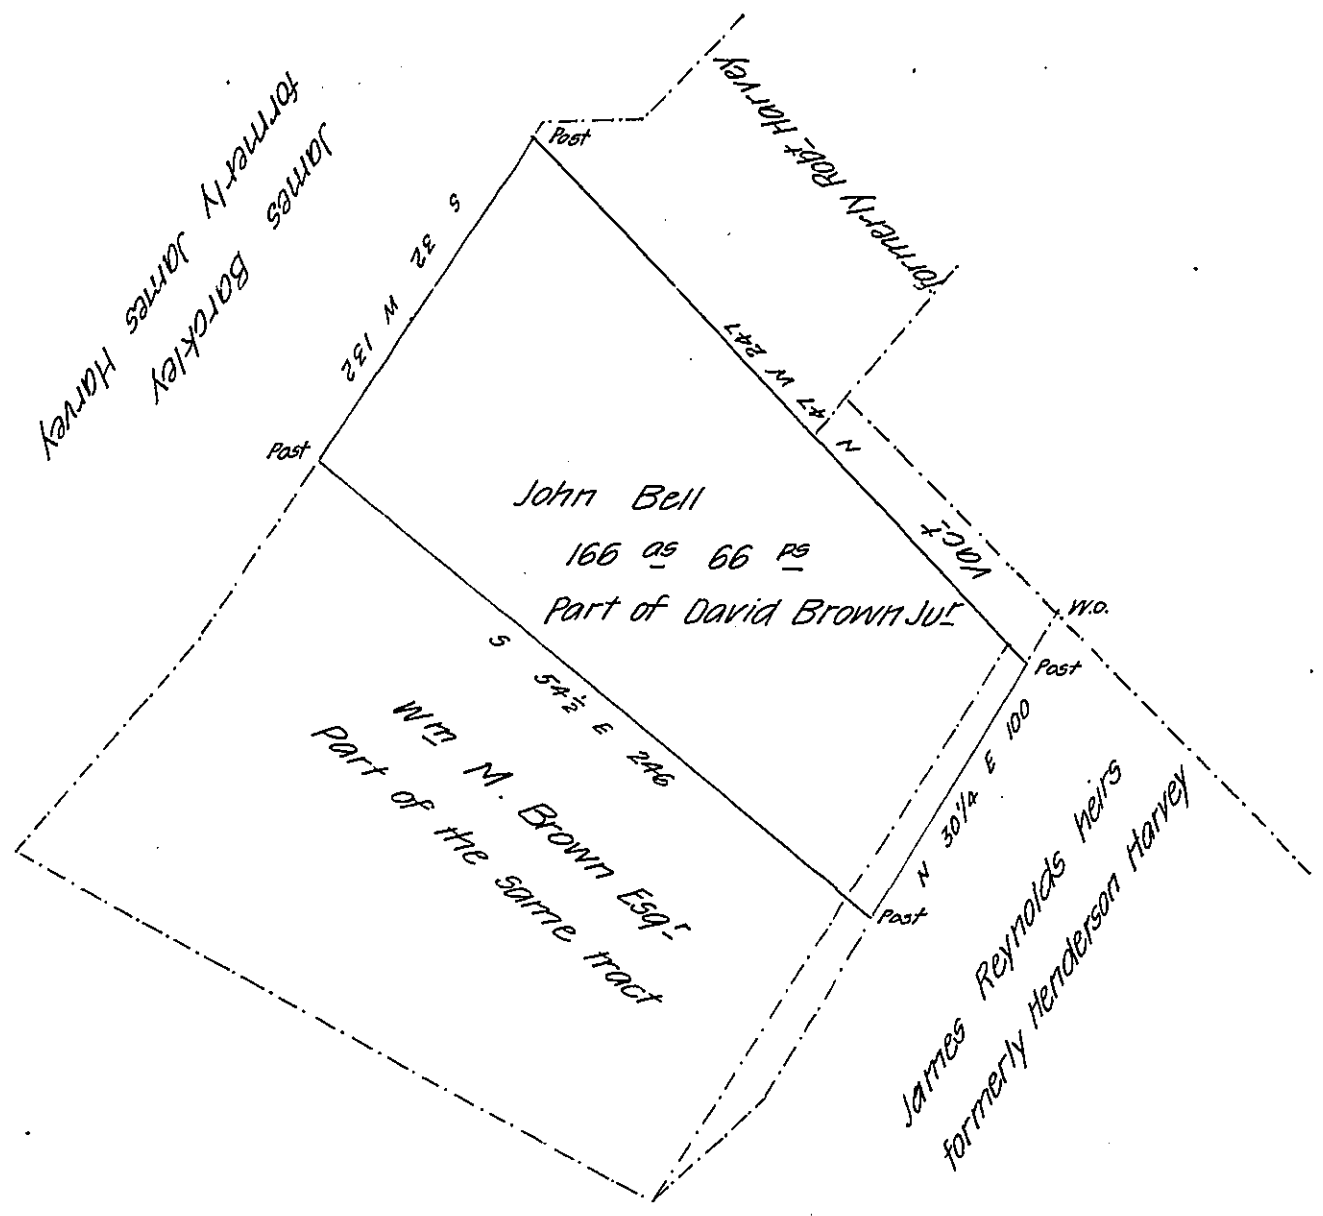 formerly Robt Harvey
Post
James Barckley
formerly James Harvey
S 32 W 132
N 47 W 247
Post
vact
W.O.
Post
John Bell
166 as 66 ps
Part of David Brown Jur
S 54½ E 246
N 30¼ E 100
Post
Wm M. Brown Esqr
Part of the same tract
James Reynolds heirs
formerly Henderson Harvey